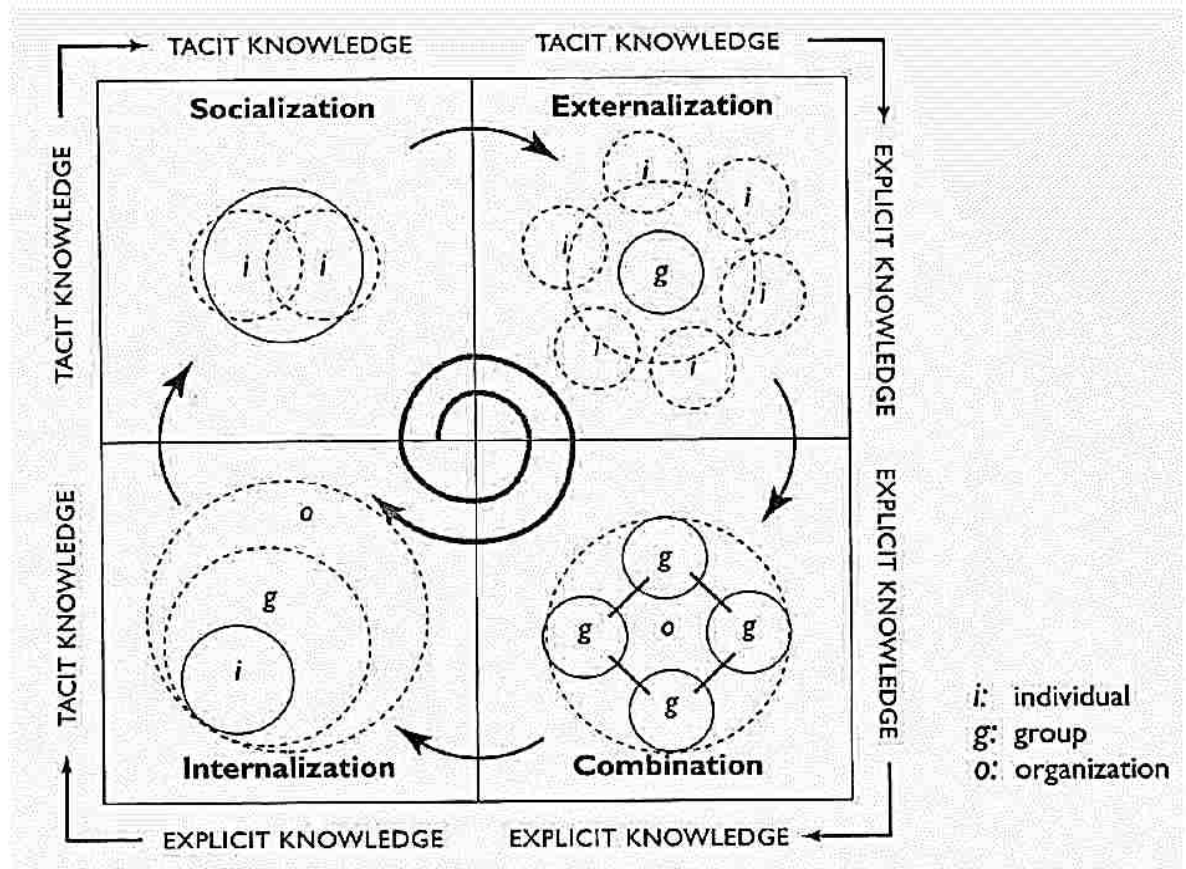 TACIT KNOWLEDGE
TACIT KNOWLEDGE
Socialization
Externalization
TACIT KNOWLEDGE
EXPLICIT KNOWLEDGE
i
i
i
i
i
g
i
i
i
TACIT KNOWLEDGE
EXPLICIT KNOWLEDGE
o
g
i
g
g
o
g
g
Internalization
Combination
EXPLICIT KNOWLEDGE
EXPLICIT KNOWLEDGE
i: individual
g: group
o: organization